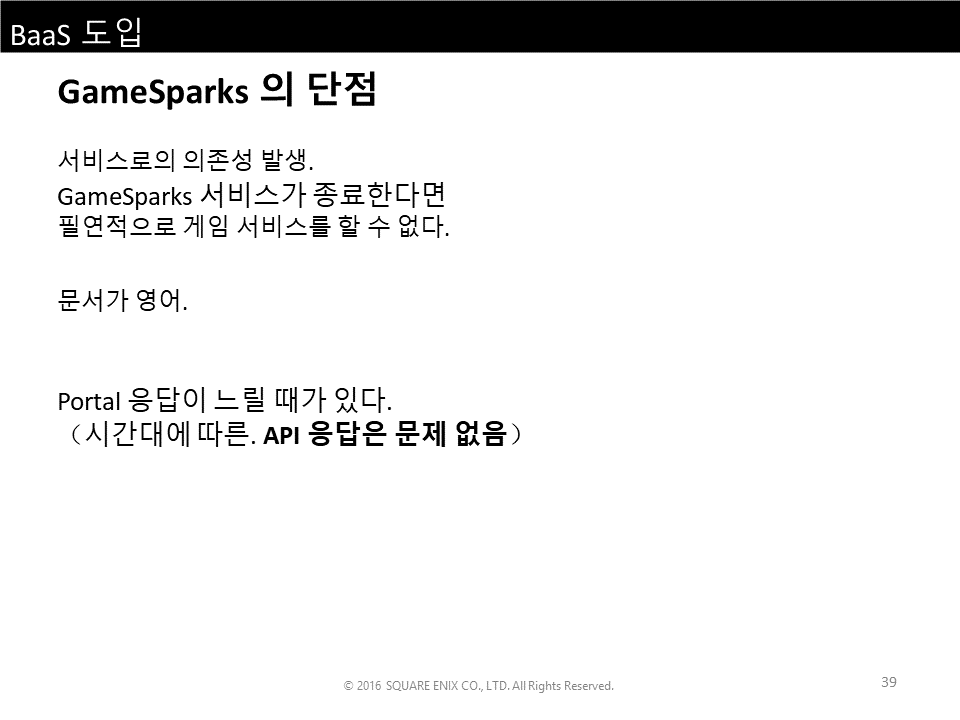 BaaS 도입
GameSparks 의 단점
서비스로의 의존성 발생.
GameSparks 서비스가 종료한다면
필연적으로 게임 서비스를 할 수 없다.
문서가 영어.
Portal 응답이 느릴 때가 있다.
（시간대에 따른. API 응답은 문제 없음）
© 2016 SQUARE ENIX CO., LTD. All Rights Reserved.
39